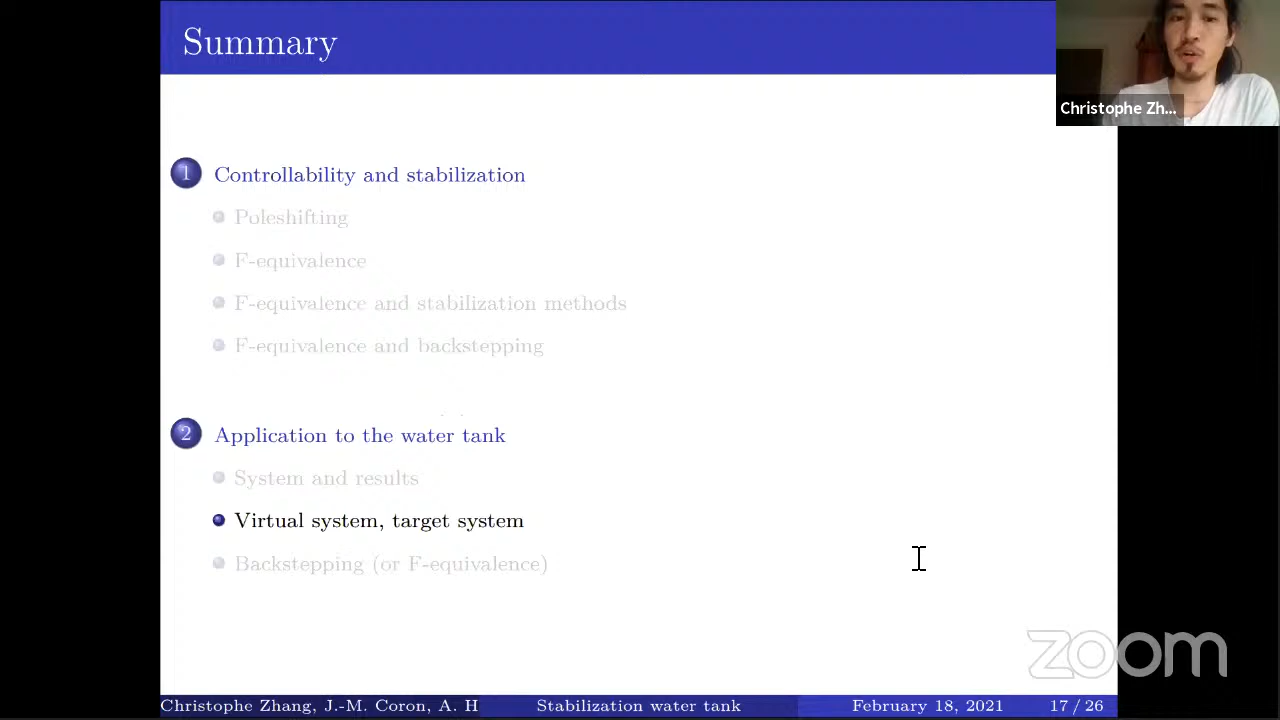 Summary
Christophe Zh...
1 Controllability and stabilization
Poleshifting
F-equivalence
F-equivalence and stabilization methods
F-equivalence and backstepping
2 Application to the water tank
System and results
Virtual system, target system
Backstepping (or F-equivalence)
zoom
Christophe Zhang, J.-M. Coron, A. H Stabilization water tank February 18, 2021 17 / 26